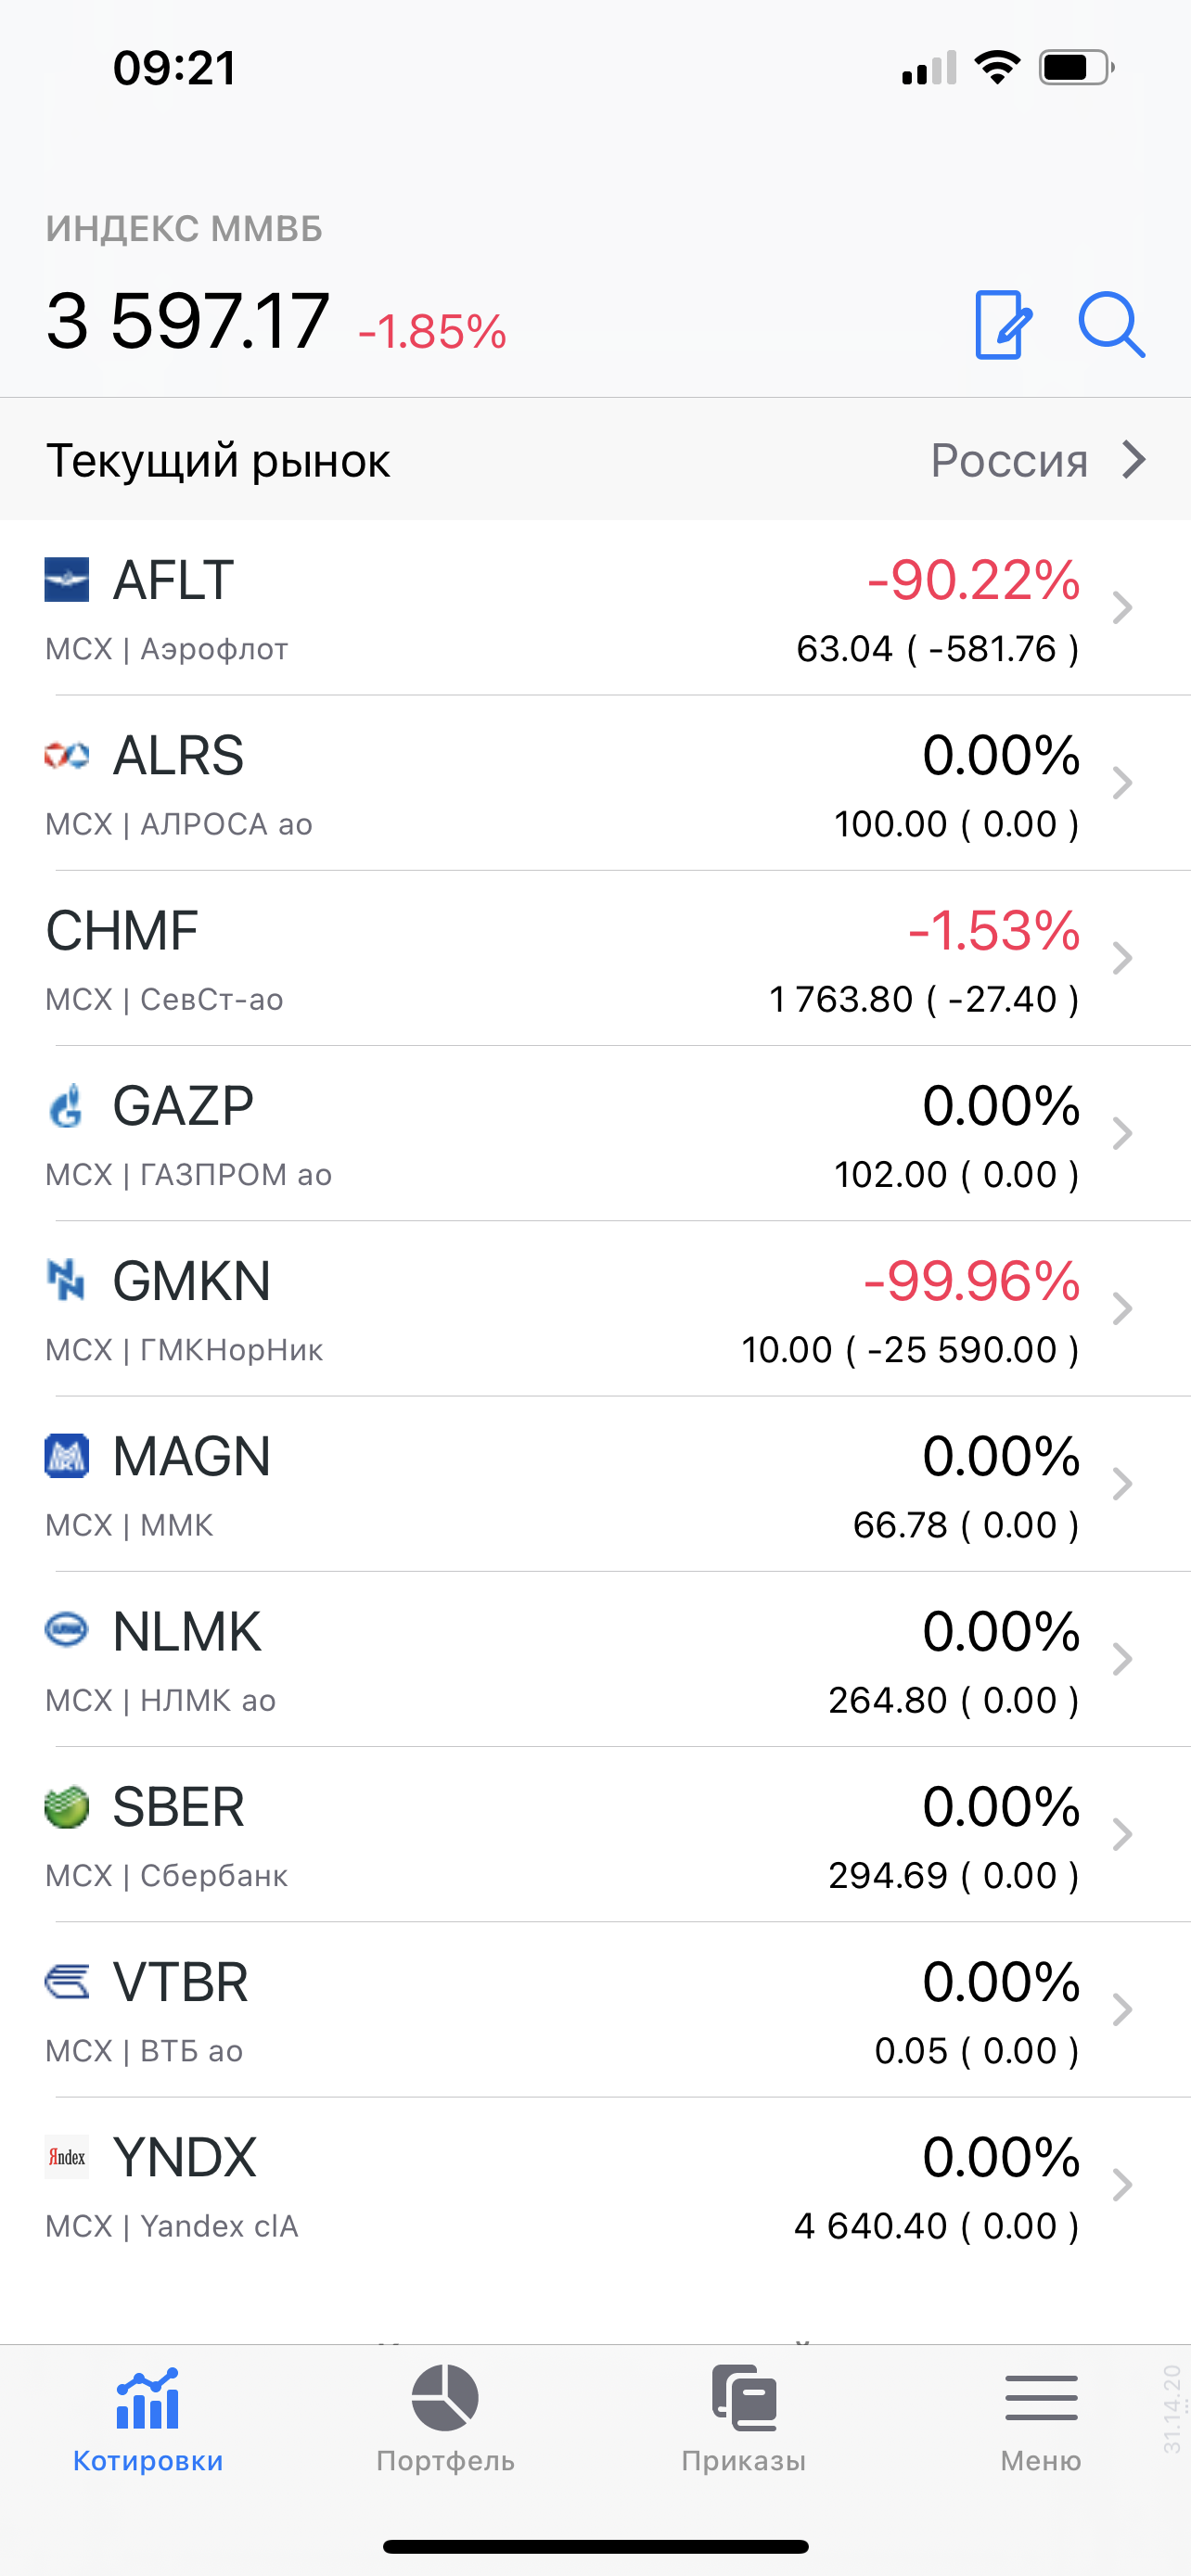 09:21
ИНДЕКС ММВБ
3 597.17 -1.85%
Текущий рынок Россия
AFLT -90.22%
МСХ | Аэрофлот 63.04 ( -581.76 )
ALRS 0.00%
МСХ | АЛРОСА ао 100.00 ( 0.00 )
CHMF -1.53%
МСХ | СевСт-ао 1 763.80 ( -27.40 )
GAZP 0.00%
МСХ | ГАЗПРОМ ао 102.00 ( 0.00 )
GMKN -99.96%
МСХ | ГМКНорНик 10.00 ( -25 590.00 )
MAGN 0.00%
МСХ | ММК 66.78 ( 0.00 )
NLMK 0.00%
МСХ | НЛМК ао 264.80 ( 0.00 )
SBER 0.00%
МСХ | Сбербанк 294.69 ( 0.00 )
VTBR 0.00%
МСХ | ВТБ ао 0.05 ( 0.00 )
Яndex YNDX 0.00%
МСХ | Yandex clA 4 640.40 ( 0.00 )
Котировки Портфель Приказы Меню
31.14.20